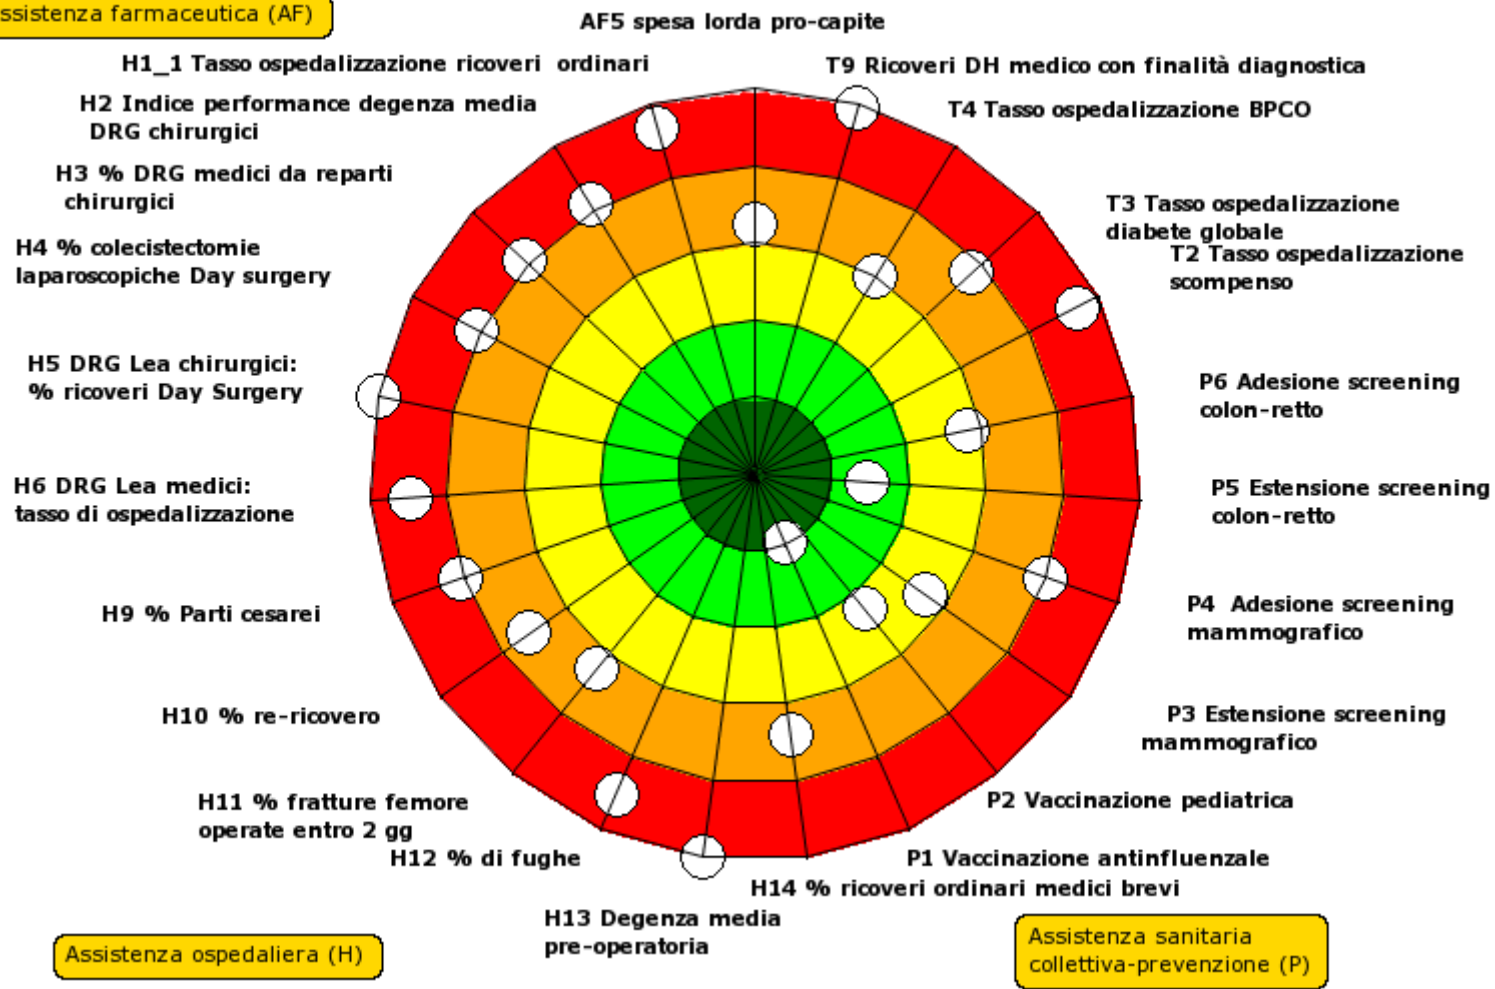 ssistenza farmaceutica (AF)
AF5 spesa lorda pro-capite
H1_1 Tasso ospedalizzazione ricoveri ordinari
T9 Ricoveri DH medico con finalità diagnostica
H2 Indice performance degenza media
DRG chirurgici
T4 Tasso ospedalizzazione BPCO
H3 % DRG medici da reparti
chirurgici
T3 Tasso ospedalizzazione
diabete globale
H4 % colecistectomie
laparoscopiche Day surgery
T2 Tasso ospedalizzazione
scompenso
H5 DRG Lea chirurgici:
% ricoveri Day Surgery
P6 Adesione screening
colon-retto
H6 DRG Lea medici:
tasso di ospedalizzazione
P5 Estensione screening
colon-retto
H9 % Parti cesarei
P4 Adesione screening
mammografico
H10 % re-ricovero
P3 Estensione screening
mammografico
H11 % fratture femore
operate entro 2 gg
P2 Vaccinazione pediatrica
H12 % di fughe
P1 Vaccinazione antinfluenzale
H14 % ricoveri ordinari medici brevi
H13 Degenza media
pre-operatoria
Assistenza ospedaliera (H)
Assistenza sanitaria
collettiva-prevenzione (P)